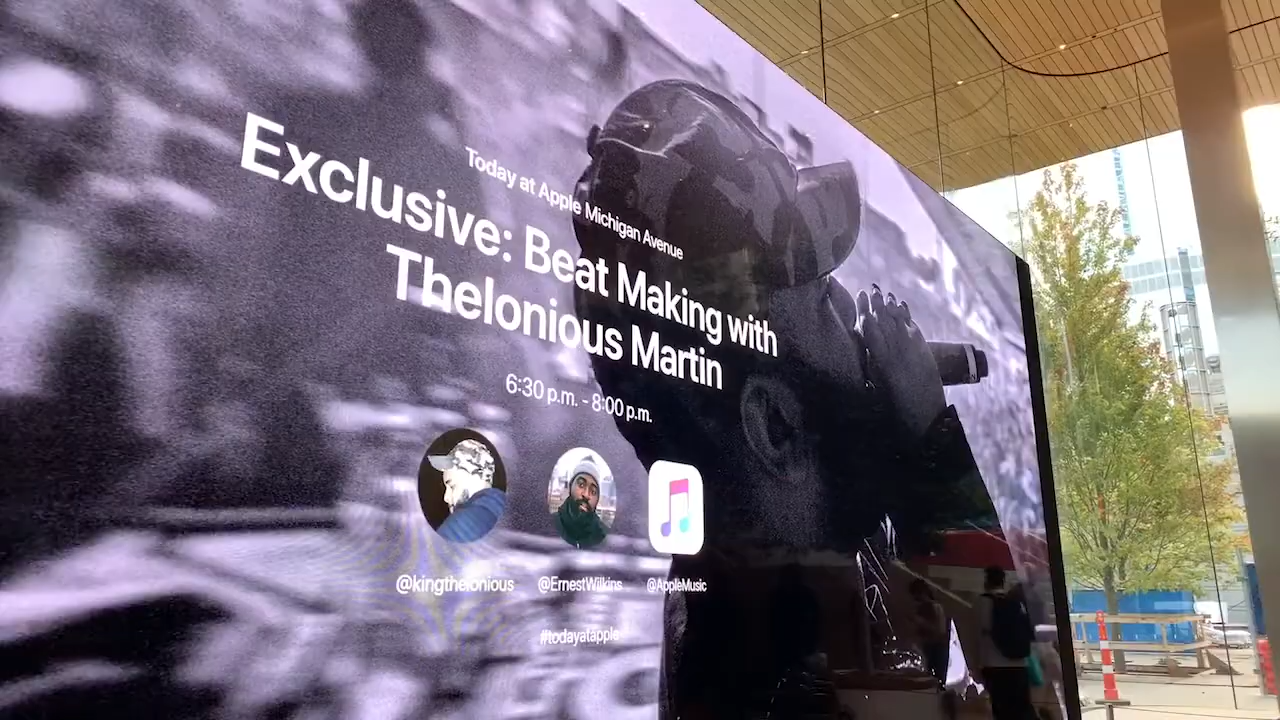 Today at Apple Michigan Avenue
Exclusive: Beat Making with
Thelonious Martin
6:30 p.m. - 8:00 p.m.
@kingthelonious @ErnestWilkins @AppleMusic
#todayatapple